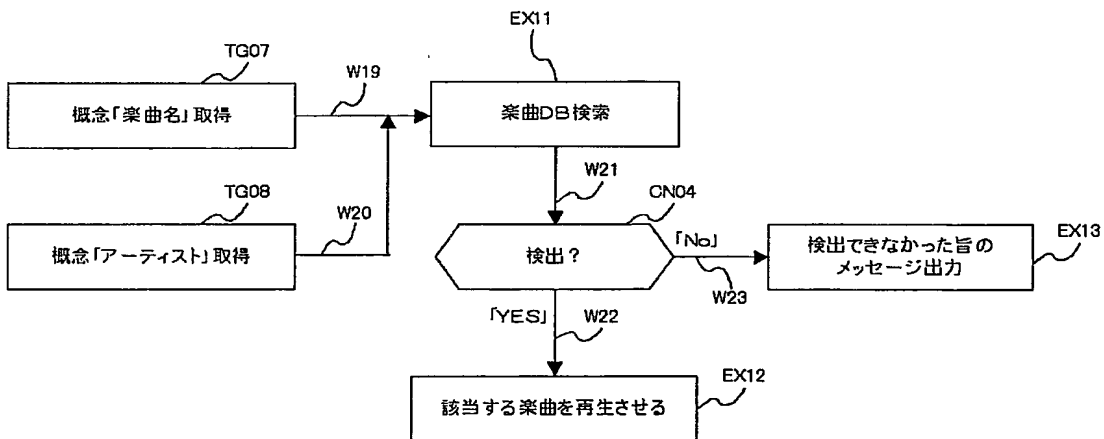 EX11
TG07
W19
概念「楽曲名」取得
楽曲DB検索
W21
TG08
CN04
W20
概念「アーティスト」取得
検出？
「No」
W23
検出できなかった旨の
メッセージ出力
EX13
「YES」
W22
EX12
該当する楽曲を再生させる